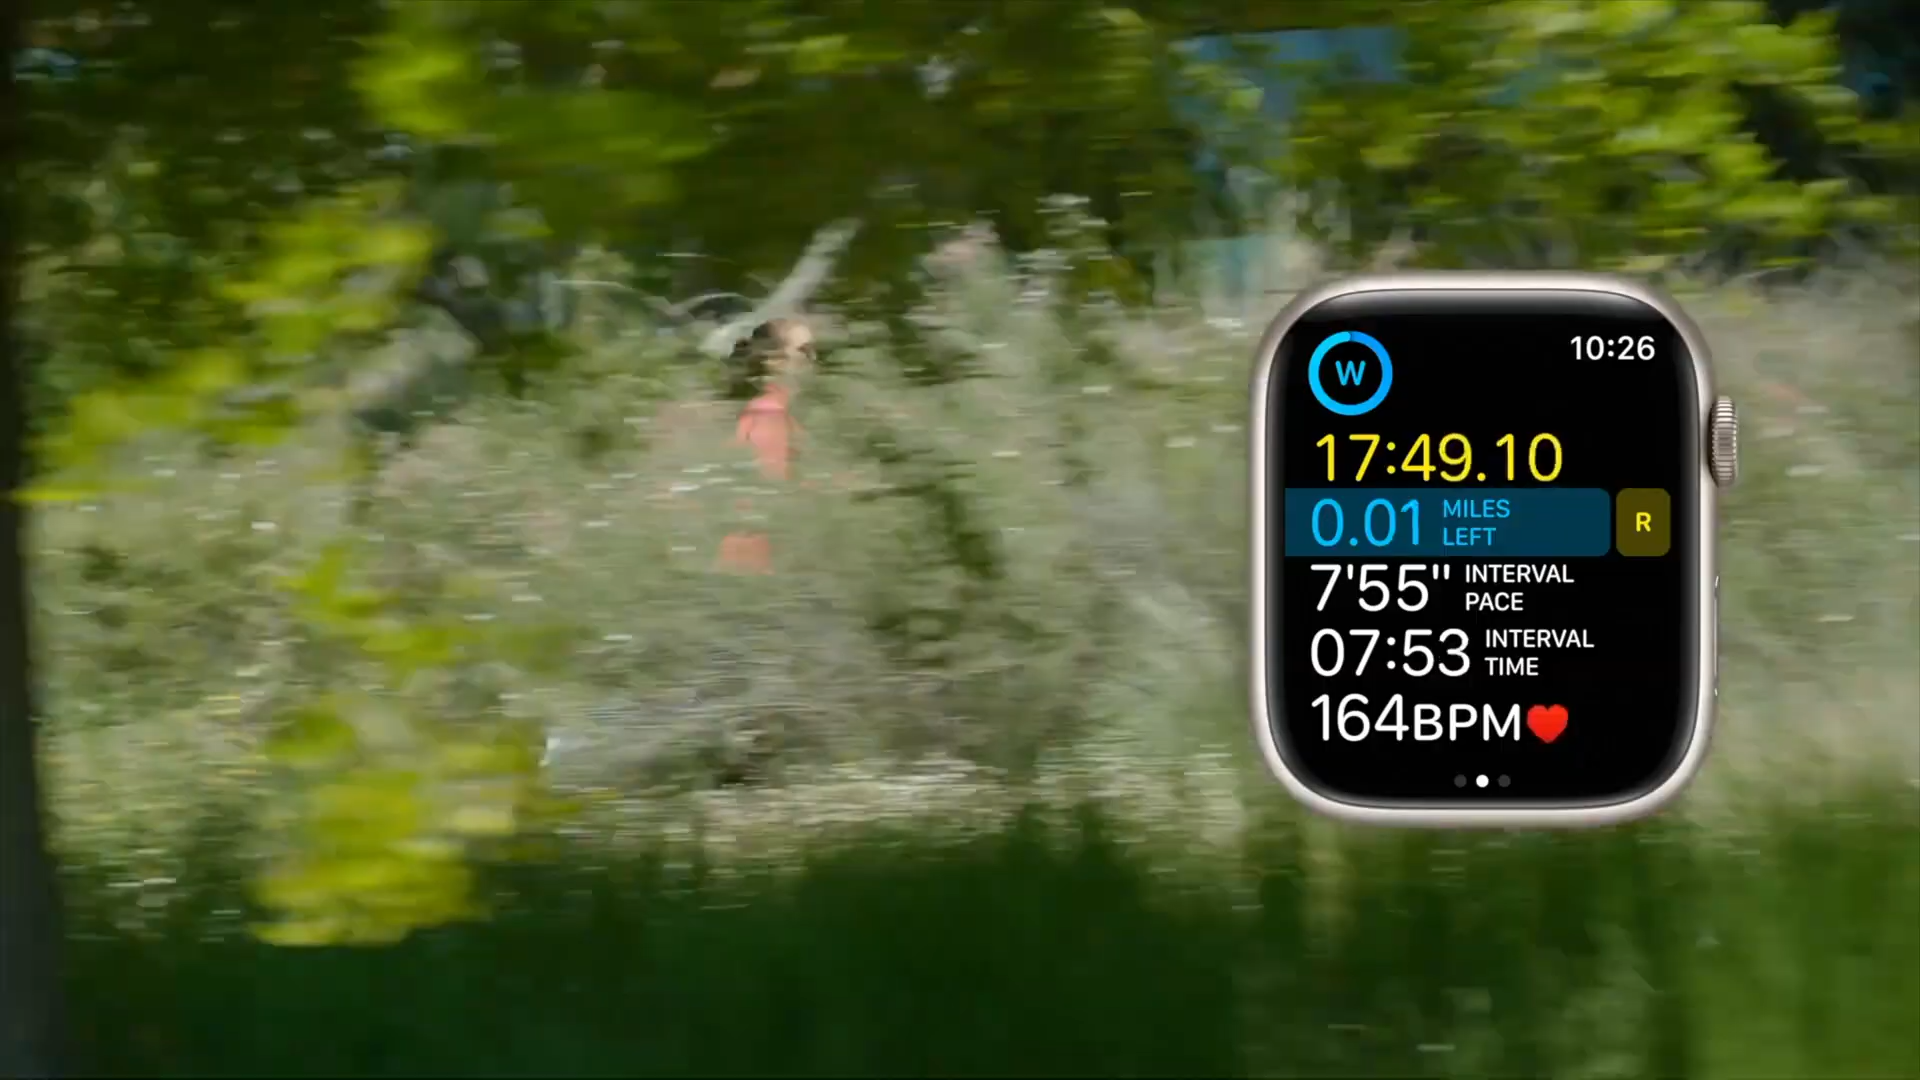 W
10:26
17:49.10
0.01 MILES LEFT
R
7'55" INTERVAL PACE
07:53 INTERVAL TIME
164BPM